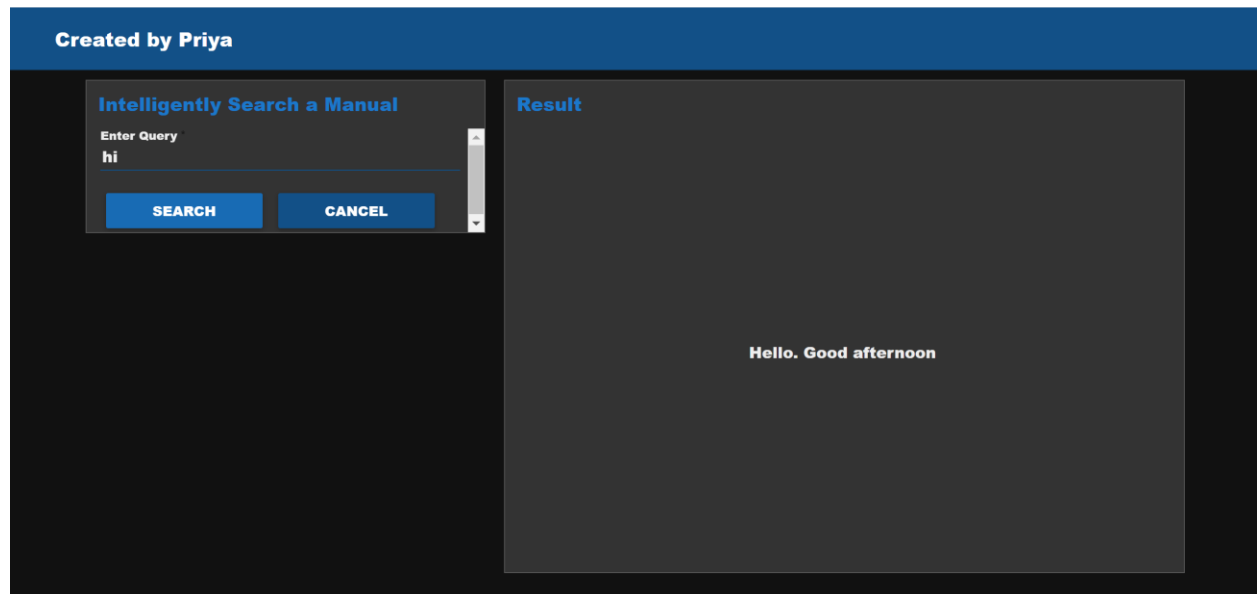 Created by Priya
Intelligently Search a Manual
Enter Query *
hi
SEARCH
CANCEL
Result
Hello. Good afternoon